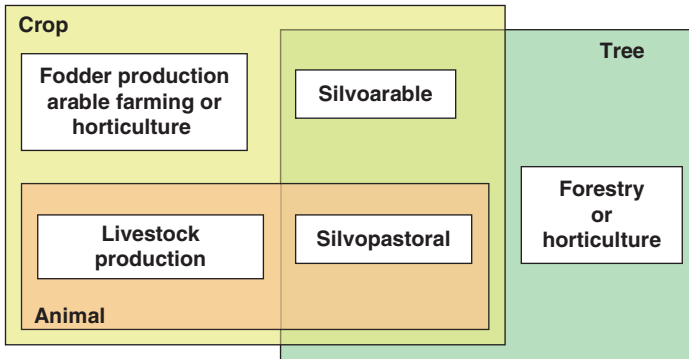 Crop
Tree
Fodder production
arable farming or
horticulture
Silvoarable
Forestry
or
horticulture
Livestock
production
Silvopastoral
Animal